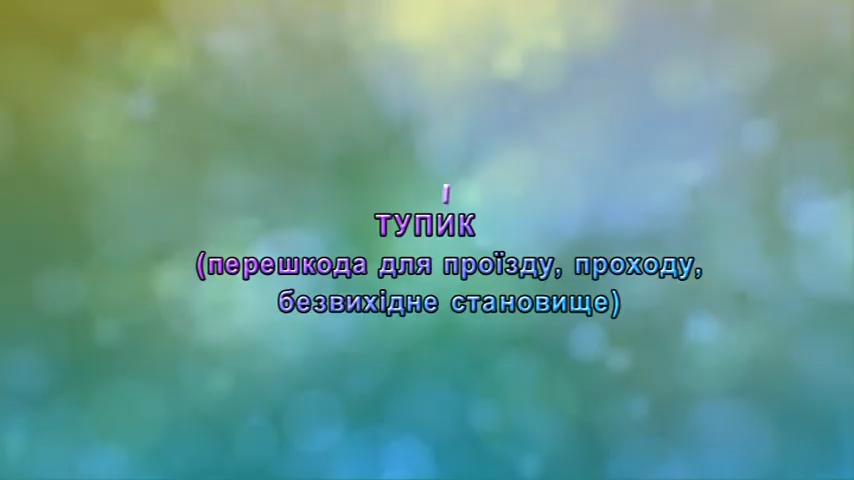 І
ТУПИК
(перешкода для проїзду, проходу,
безвихідне становище)